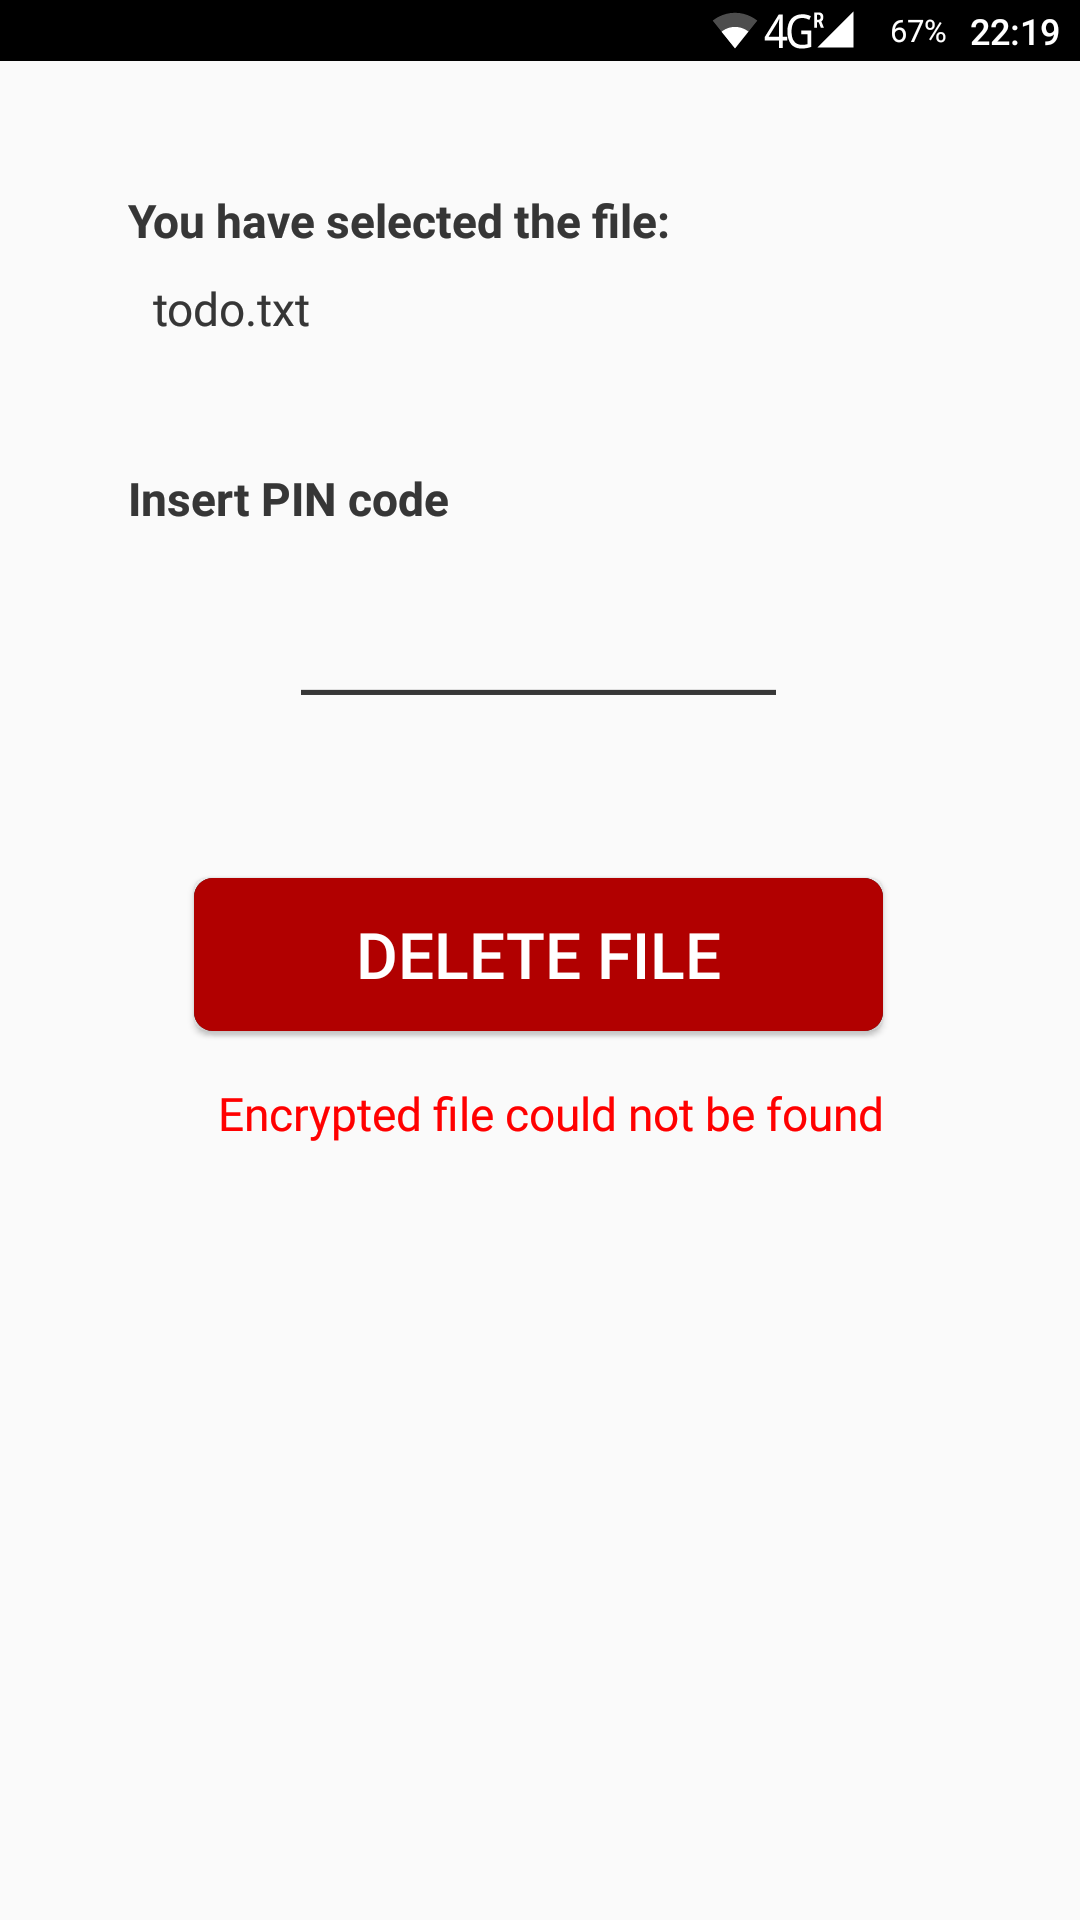 4G R 67% 22:19
You have selected the file:
todo.txt
Insert PIN code
DELETE FILE
Encrypted file could not be found